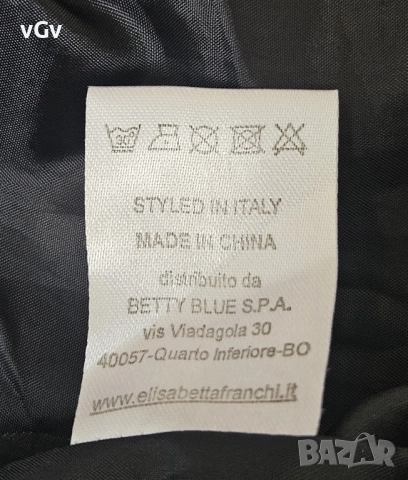 vGv
STYLED IN ITALY
MADE IN CHINA
distribuito da
BETTY BLUE S.P.A.
vis Viadagola 30
40057-Quarto Inferiore-BO
www.elisabettafranchi.it
BAZAR